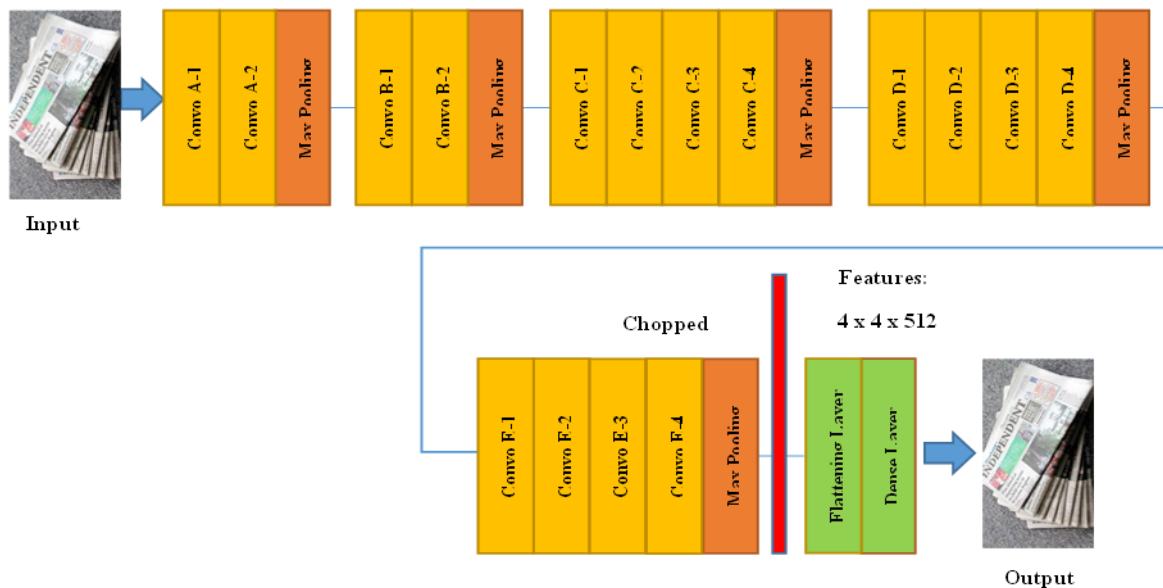 INDEPENDENT
Convo A-1
Convo A-2
Max Pooling
Convo B-1
Convo B-2
Max Pooling
Convo C-1
Convo C-2
Convo C-3
Convo C-4
Max Pooling
Convo D-1
Convo D-2
Convo D-3
Convo D-4
Max Pooling
Input
Features:
Chopped
4 x 4 x 512
Convo E-1
Convo E-2
Convo E-3
Convo E-4
Max Pooling
Flattening Layer
Dense Layer
INDEPENDENT
Output